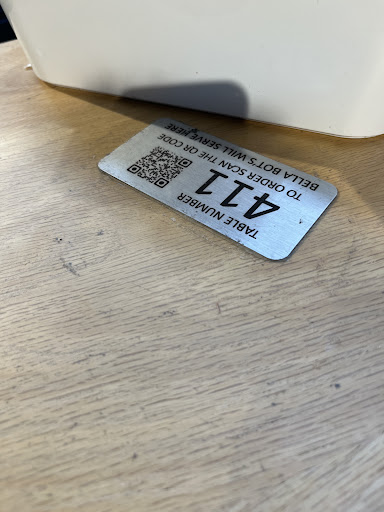 TABLE NUMBER
411
TO ORDER SCAN THE QR CODE
BELLA BOTS WILL SERVE HERE